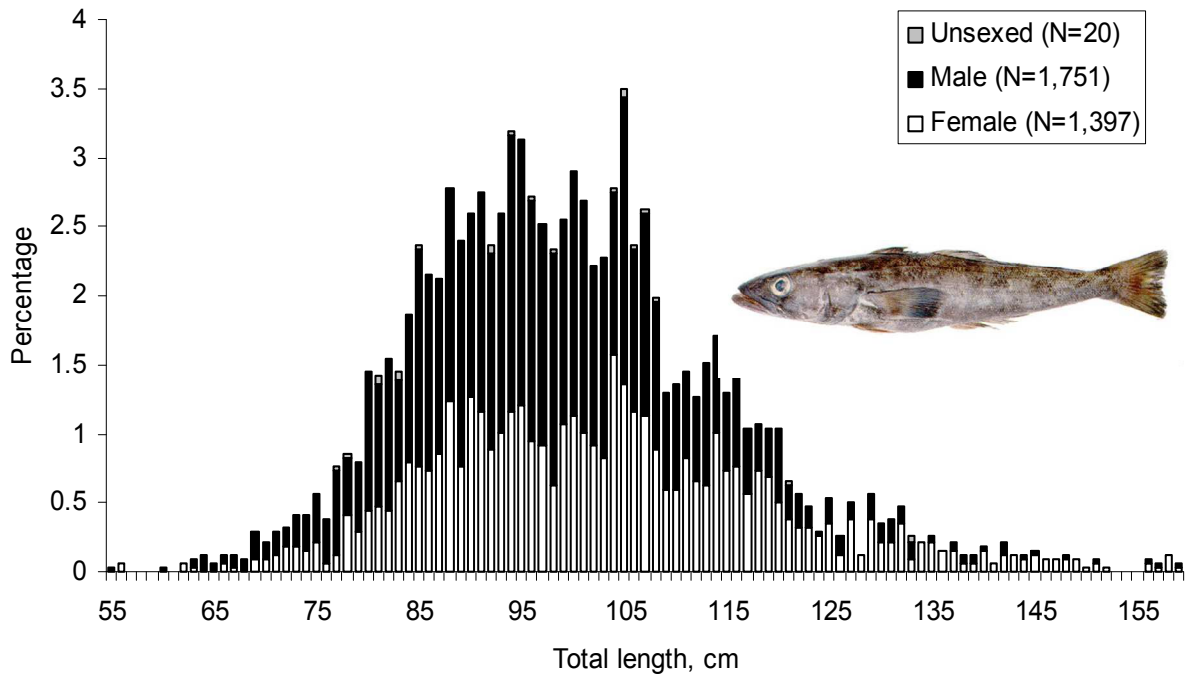 4
3.5
3
2.5
2
1.5
1
0.5
0
Percentage
Unsexed (N=20)
Male (N=1,751)
Female (N=1,397)
55 65 75 85 95 105 115 125 135 145 155
Total length, cm